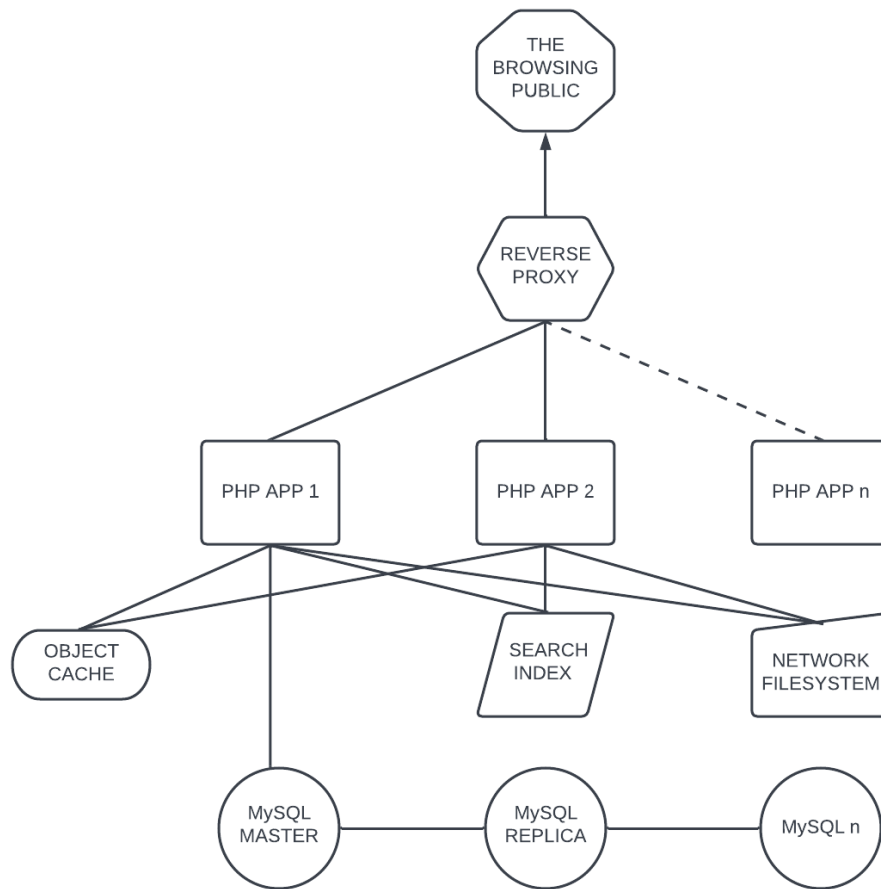 THE
BROWSING
PUBLIC
REVERSE
PROXY
PHP APP 1
PHP APP 2
PHP APP n
OBJECT
CACHE
SEARCH
INDEX
NETWORK
FILESYSTEM
MySQL
MASTER
MySQL
REPLICA
MySQL n